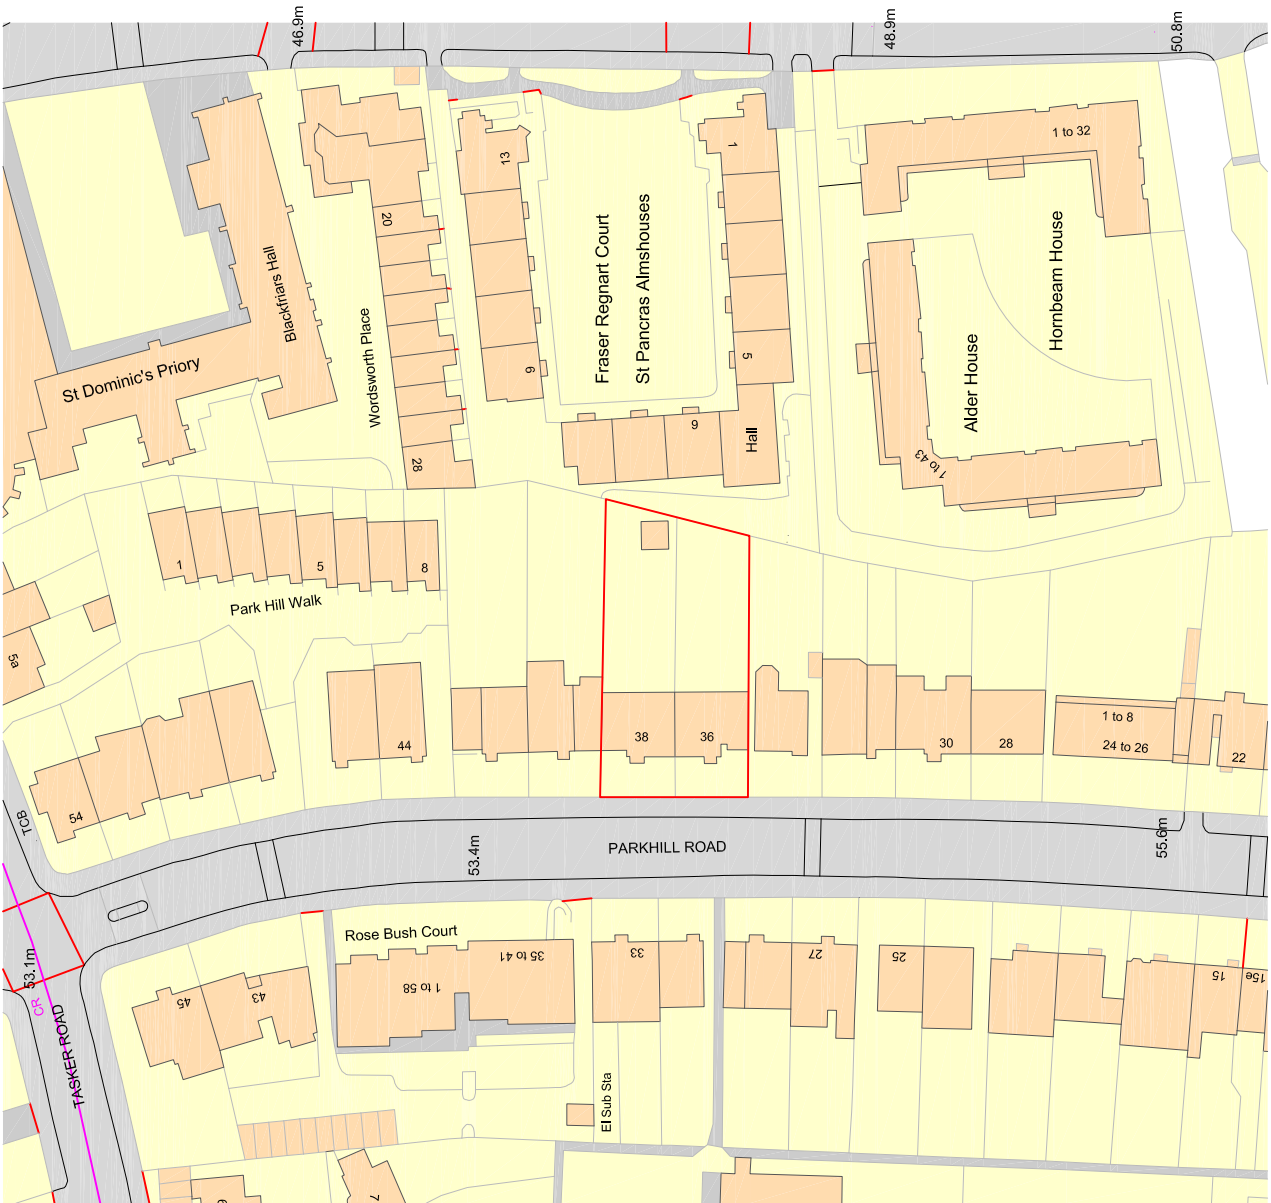 46.9m
48.9m
50.8m
1 to 32
13
1
20
Fraser Regnart Court
St Pancras Almshouses
Hornbeam House
Blackfriars Hall
Wordsworth Place
St Dominic's Priory
5
6
Alder House
9
Hall
28
1 to 43
1
5
8
Park Hill Walk
5a
44
38
36
30
28
1 to 8
24 to 26
22
54
TCB
53.4m
PARKHILL ROAD
55.6m
Rose Bush Court
35 to 41
33
27
25
15
15e
53.1m
CR
45
43
1 to 58
TASKER ROAD
El Sub Sta
7